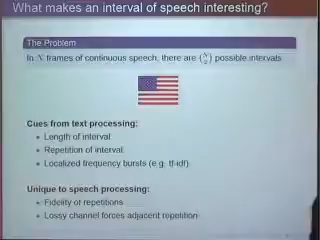 What makes an interval of speech interesting?
The Problem
In N frames of continuous speech, there are (N 2) possible intervals
Cues from text processing:
Length of interval
Repetition of interval
Localized frequency bursts (e.g. tf-idf)
Unique to speech processing:
Fidelity of repetitions
Lossy channel forces adjacent repetition